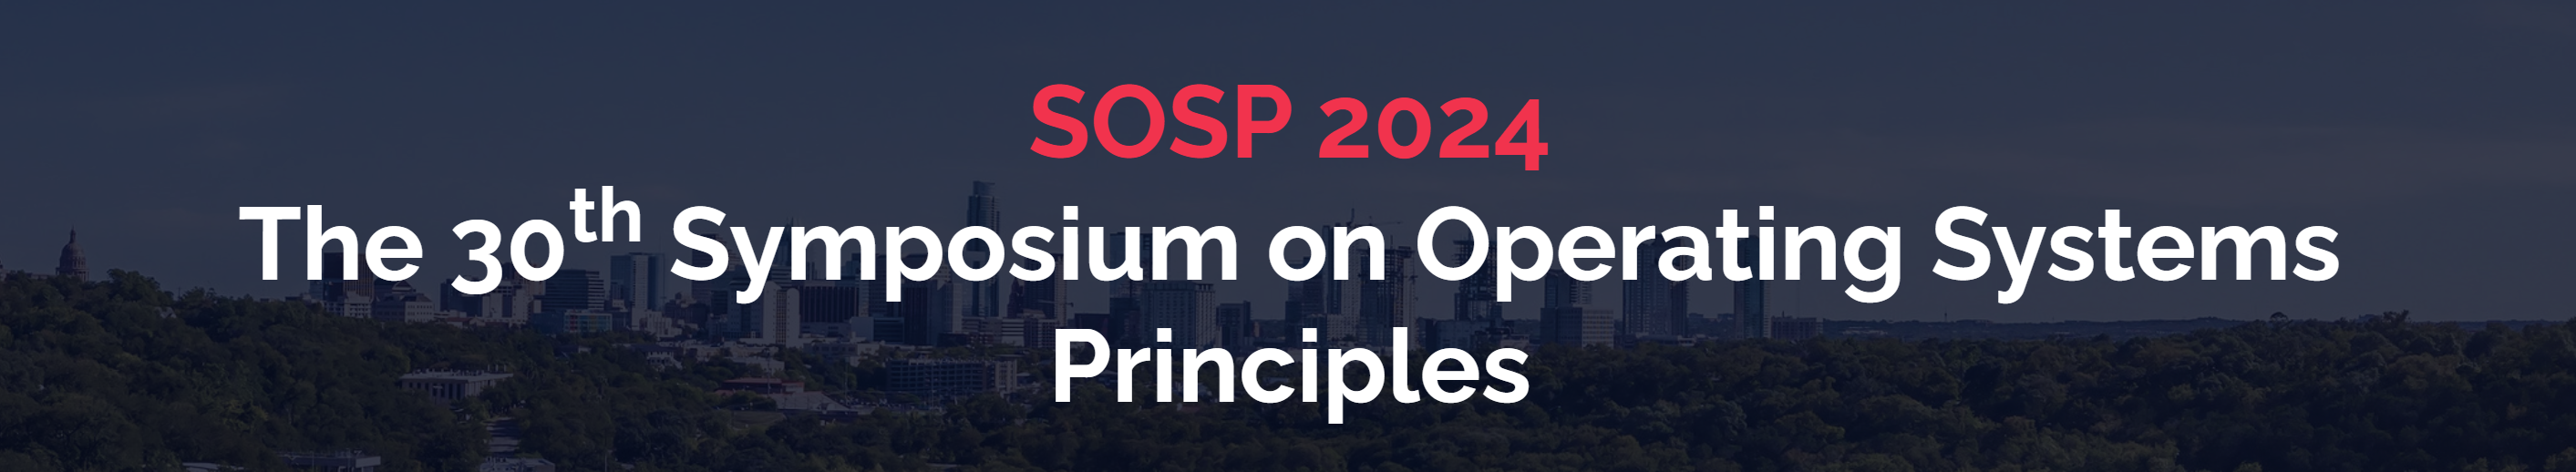 SOSP 2024
The 30th Symposium on Operating Systems
Principles